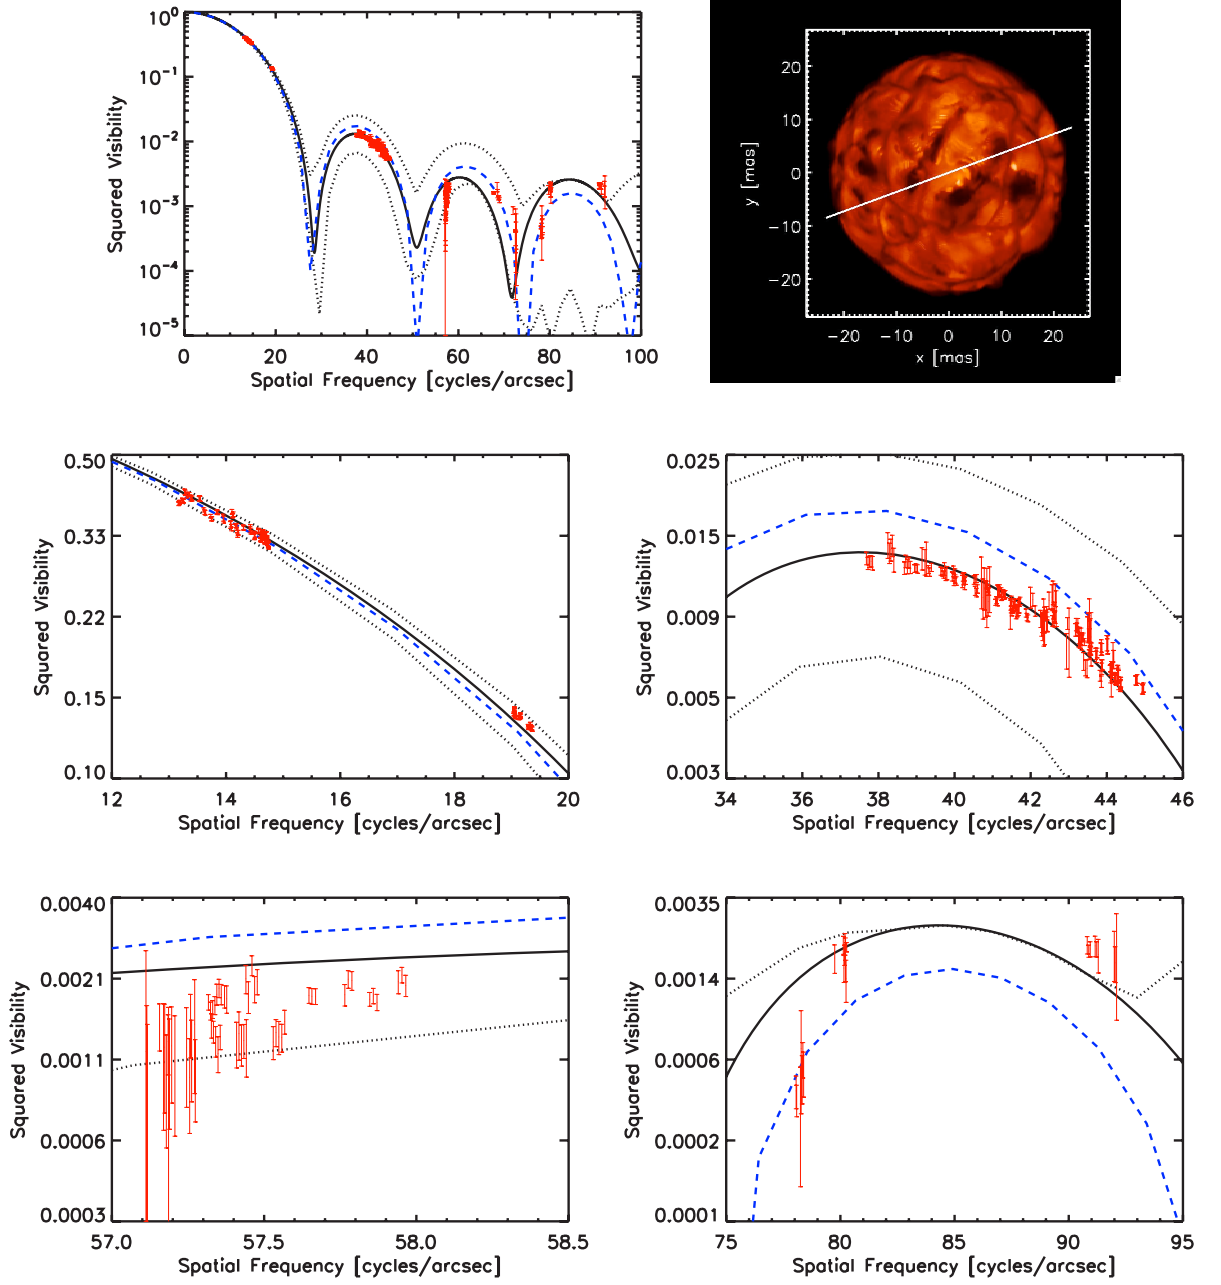 10^0
10^-1
10^-2
10^-3
10^-4
10^-5
Squared Visibility
0 20 40 60 80 100
Spatial Frequency [cycles/arcsec]
20
10
0
-10
-20
y [mas]
-20 -10 0 10 20
x [mas]
0.50
0.33
0.22
0.15
0.10
Squared Visibility
12 14 16 18 20
Spatial Frequency [cycles/arcsec]
0.025
0.015
0.009
0.005
0.003
Squared Visibility
34 36 38 40 42 44 46
Spatial Frequency [cycles/arcsec]
0.0040
0.0021
0.0011
0.0006
0.0003
Squared Visibility
57.0 57.5 58.0 58.5
Spatial Frequency [cycles/arcsec]
0.0035
0.0014
0.0006
0.0002
0.0001
Squared Visibility
75 80 85 90 95
Spatial Frequency [cycles/arcsec]